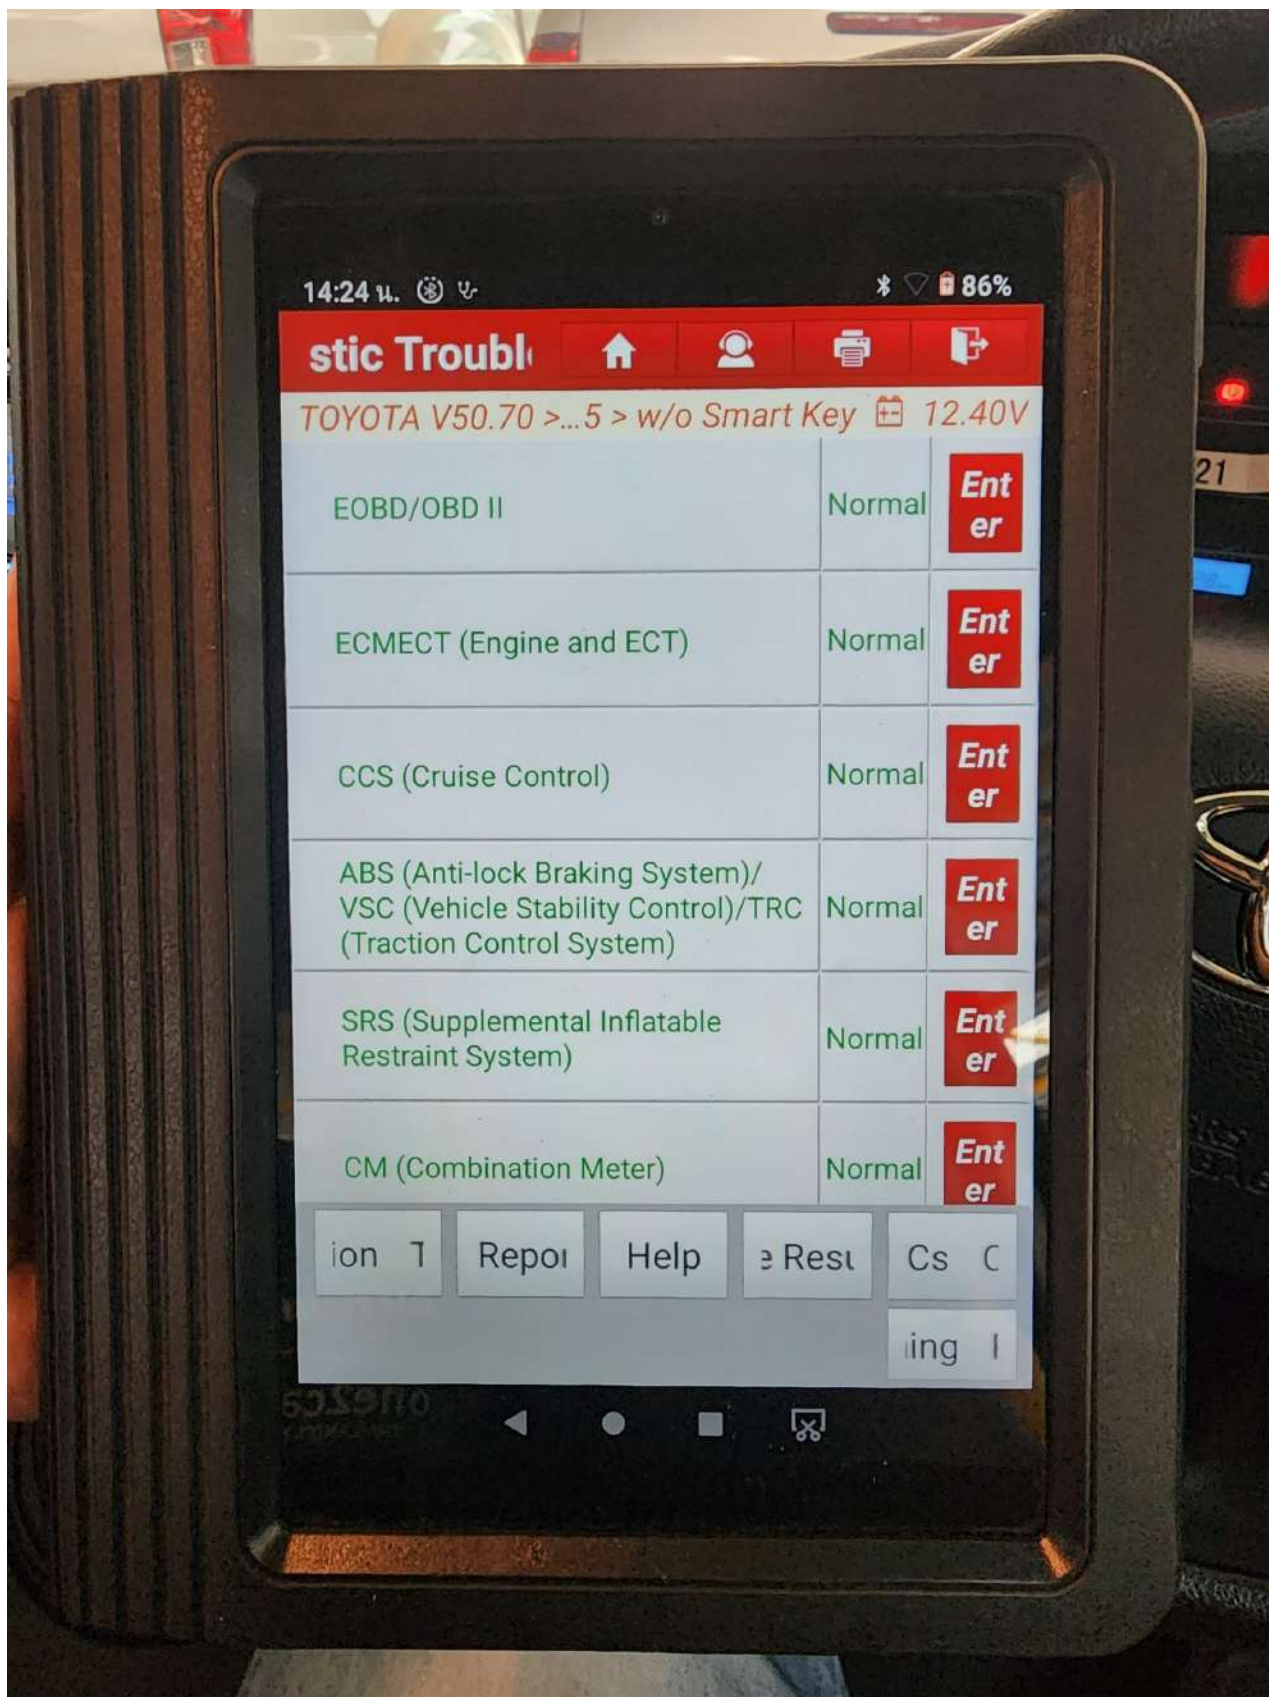 14:24 น. 86%
stic Troubl
TOYOTA V50.70 >...5 > w/o Smart Key 12.40V
EOBD/OBD II Normal Ent
er
ECMECT (Engine and ECT) Normal Ent
er
CCS (Cruise Control) Normal Ent
er
ABS (Anti-lock Braking System)/
VSC (Vehicle Stability Control)/TRC Normal Ent
(Traction Control System) er
SRS (Supplemental Inflatable Normal Ent
Restraint System) er
CM (Combination Meter) Normal Ent
er
ion T Repor Help e Resu Cs C
ing
21